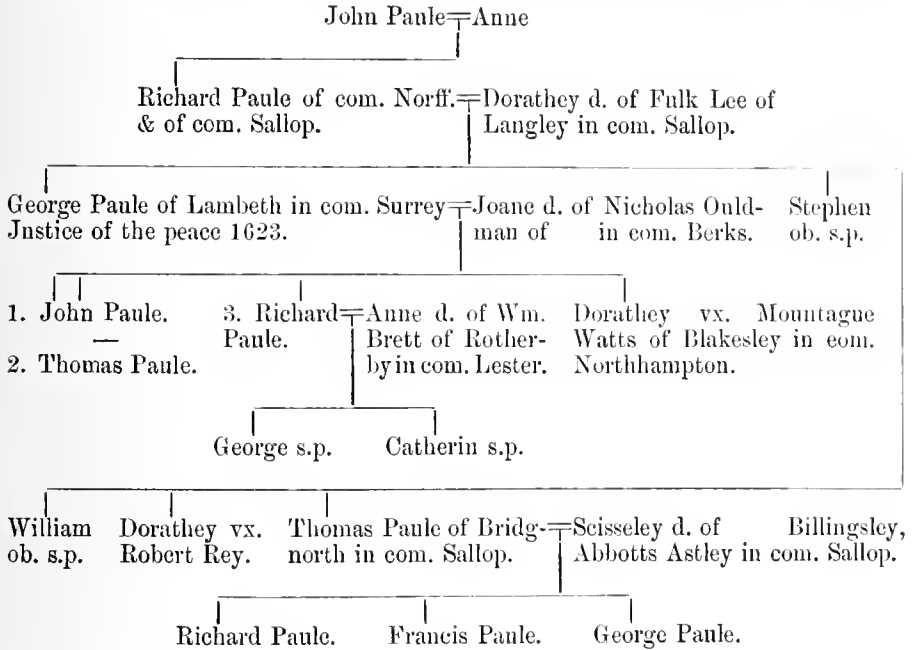 John Paule Anne
Richard Paule of com. Norff. Dorathey d. of Fulk Lee of
& of com. Sallop. Langley in com. Sallop.
George Paule of Lambeth in com. Surrey Joane d. of Nicholas Ould- Stephen
Justice of the peace 1623. man of in com. Berks. ob. s.p.
1. John Paule. 3. Richard Anne d. of Wm. Dorathey vx. Mountague
Paule. Brett of Rother- Watts of Blakesley in com.
2. Thomas Paule. by in com. Lester. Northhampton.
George s.p. Catherin s.p.
William Dorathey vx. Thomas Paule of Bridg- Scisseley d. of Billingsley,
ob. s.p. Robert Rey. north in com. Sallop. Abbotts Astley in com. Sallop.
Richard Paule. Francis Paule. George Paule.